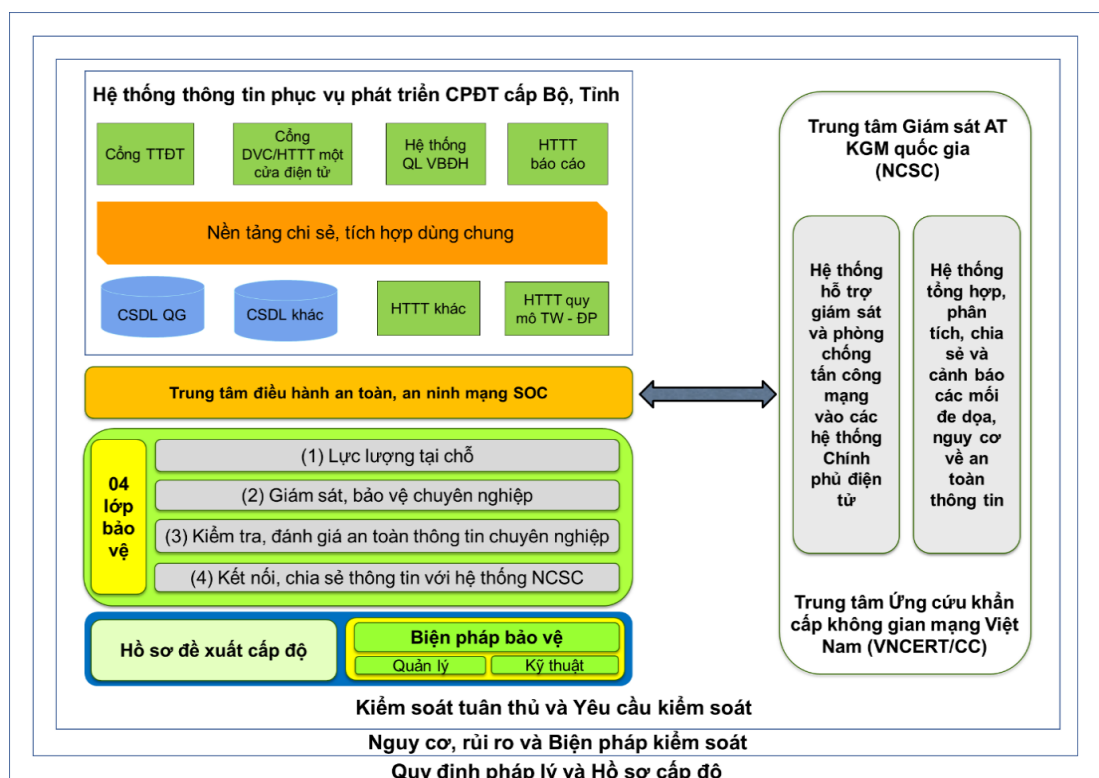 Hệ thống thông tin phục vụ phát triển CPĐT cấp Bộ, Tỉnh
Cổng TTĐT
Cổng
DVC/HTTT một
cửa điện tử
Hệ thống
QL VBĐH
HTTT
báo cáo
Nền tảng chi sẻ, tích hợp dùng chung
CSDL QG
CSDL khác
HTTT khác
HTTT quy
mô TW - ĐP
Trung tâm điều hành an toàn, an ninh mạng SOC
04
lớp
bảo
vệ
(1) Lực lượng tại chỗ
(2) Giám sát, bảo vệ chuyên nghiệp
(3) Kiểm tra, đánh giá an toàn thông tin chuyên nghiệp
(4) Kết nối, chia sẻ thông tin với hệ thống NCSC
Hồ sơ đề xuất cấp độ
Biện pháp bảo vệ
Quản lý
Kỹ thuật
Trung tâm Giám sát AT
KGM quốc gia
(NCSC)
Hệ thống
hỗ trợ
giám sát
và phòng
chống
tấn công
mạng
vào các
hệ thống
Chính
phủ điện
tử
Hệ thống
tổng hợp,
phân
tích, chia
sẻ và
cảnh báo
các mối
đe dọa,
nguy cơ
về an
toàn
thông tin
Trung tâm Ứng cứu khẩn
cấp không gian mạng Việt
Nam (VNCERT/CC)
Kiểm soát tuân thủ và Yêu cầu kiểm soát
Nguy cơ, rủi ro và Biện pháp kiểm soát
Quy định pháp lý và Hồ sơ cấp độ